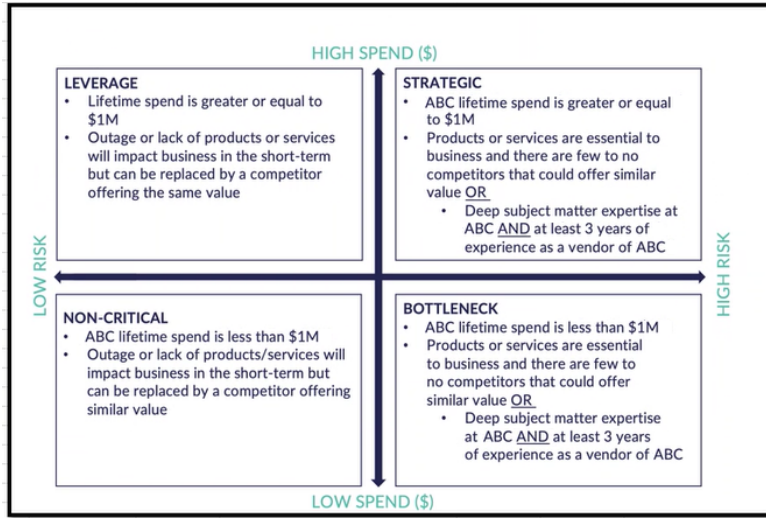 HIGH SPEND ($)
LEVERAGE
• Lifetime spend is greater or equal to
$1M
• Outage or lack of products or services
will impact business in the short-term
but can be replaced by a competitor
offering the same value
STRATEGIC
• ABC lifetime spend is greater or equal
to $1M
• Products or services are essential to
business and there are few to no
competitors that could offer similar
value OR
• Deep subject matter expertise at
ABC AND at least 3 years of
experience as a vendor of ABC
LOW RISK
HIGH RISK
NON-CRITICAL
• ABC lifetime spend is less than $1M
• Outage or lack of products/services will
impact business in the short-term but
can be replaced by a competitor offering
similar value
BOTTLENECK
• ABC lifetime spend is less than $1M
• Products or services are essential
to business and there are few to
no competitors that could offer
similar value OR
• Deep subject matter expertise
at ABC AND at least 3 years
of experience as a vendor of ABC
LOW SPEND ($)